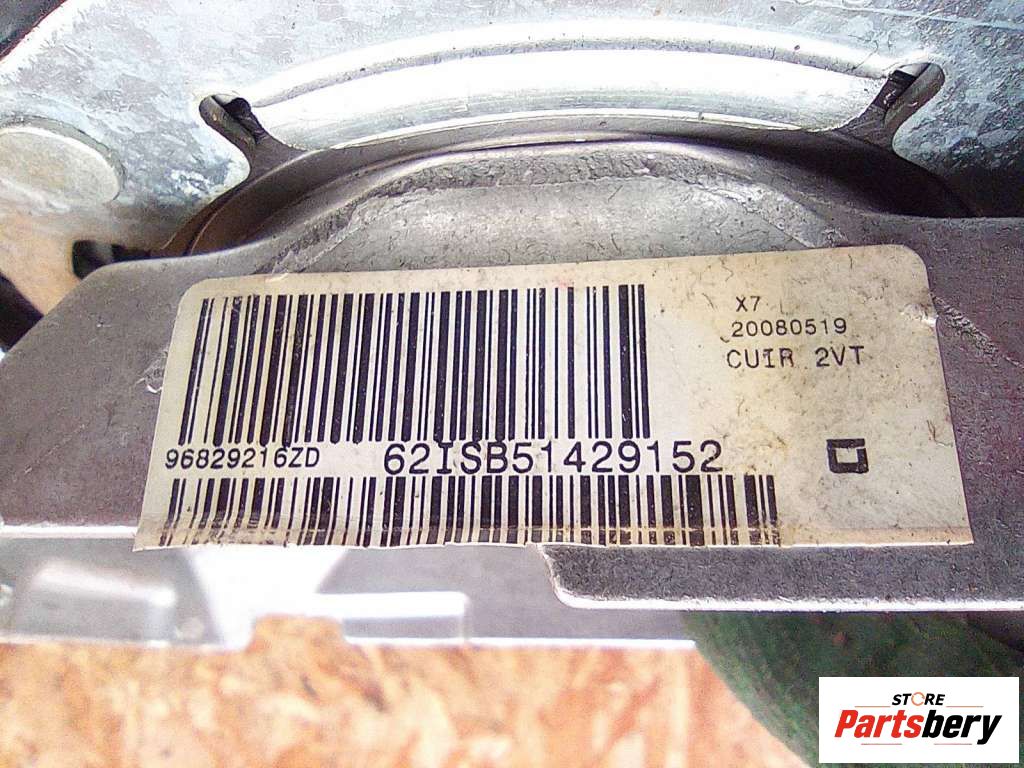 X7
20080519
CUIR 2VT
96829216ZD 62ISB51429152
STORE
Partsbery